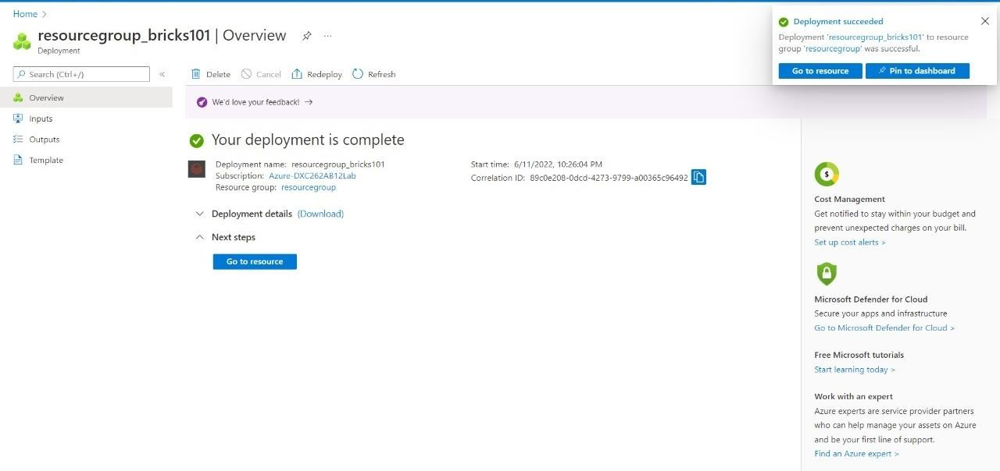 Home >
resourcegroup_bricks101 | Overview ...
Deployment
Search (Ctrl+/) «
Overview
Inputs
Outputs
Template
Delete Cancel Redeploy Refresh
We'd love your feedback! →
Your deployment is complete
Deployment name: resourcegroup_bricks101
Subscription: Azure-DXC262AB12Lab
Resource group: resourcegroup
Start time: 6/11/2022, 10:26:04 PM
Correlation ID: 89c0e208-0dcd-4273-9799-a00365c96492
Deployment details (Download)
Next steps
Go to resource
Deployment succeeded
Deployment 'resourcegroup_bricks101' to resource
group 'resourcegroup' was successful.
Go to resource Pin to dashboard
$
Cost Management
Get notified to stay within your budget and
prevent unexpected charges on your bill.
Set up cost alerts >
Microsoft Defender for Cloud
Secure your apps and infrastructure
Go to Microsoft Defender for Cloud >
Free Microsoft tutorials
Start learning today >
Work with an expert
Azure experts are service provider partners
who can help manage your assets on Azure
and be your first line of support.
Find an Azure expert >